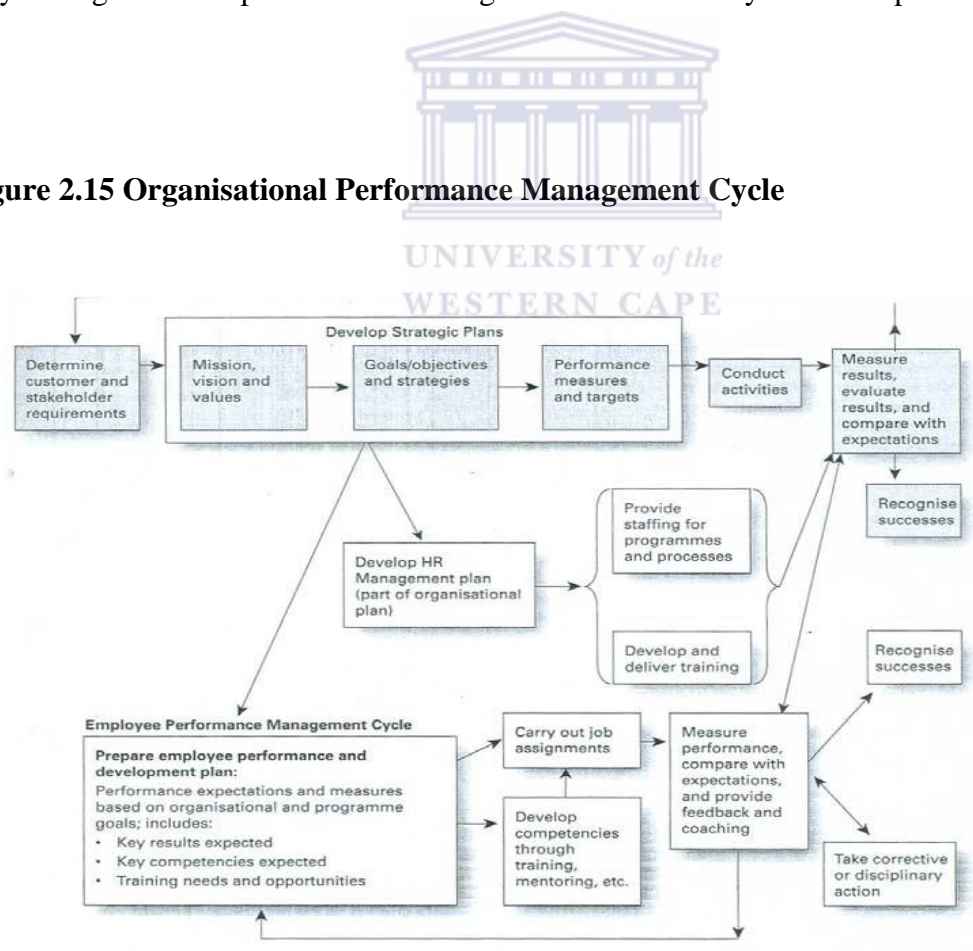 Figure 2.15 Organisational Performance Management Cycle
UNIVERSITY of the
WESTERN CAPE
Develop Strategic Plans
Determine
customer and
stakeholder
requirements
Mission,
vision and
values
Goals/objectives
and strategies
Performance
measures
and targets
Conduct
activities
Measure
results,
evaluate
results, and
compare with
expectations
Recognise
successes
Develop HR
Management plan
(part of organisational
plan)
Provide
staffing for
programmes
and processes
Develop and
deliver training
Recognise
successes
Employee Performance Management Cycle
Prepare employee performance and
development plan:
Performance expectations and measures
based on organisational and programme
goals; includes:
• Key results expected
• Key competencies expected
• Training needs and opportunities
Carry out job
assignments
Develop
competencies
through
training,
mentoring, etc.
Measure
performance,
compare with
expectations,
and provide
feedback and
coaching
Take corrective
or disciplinary
action